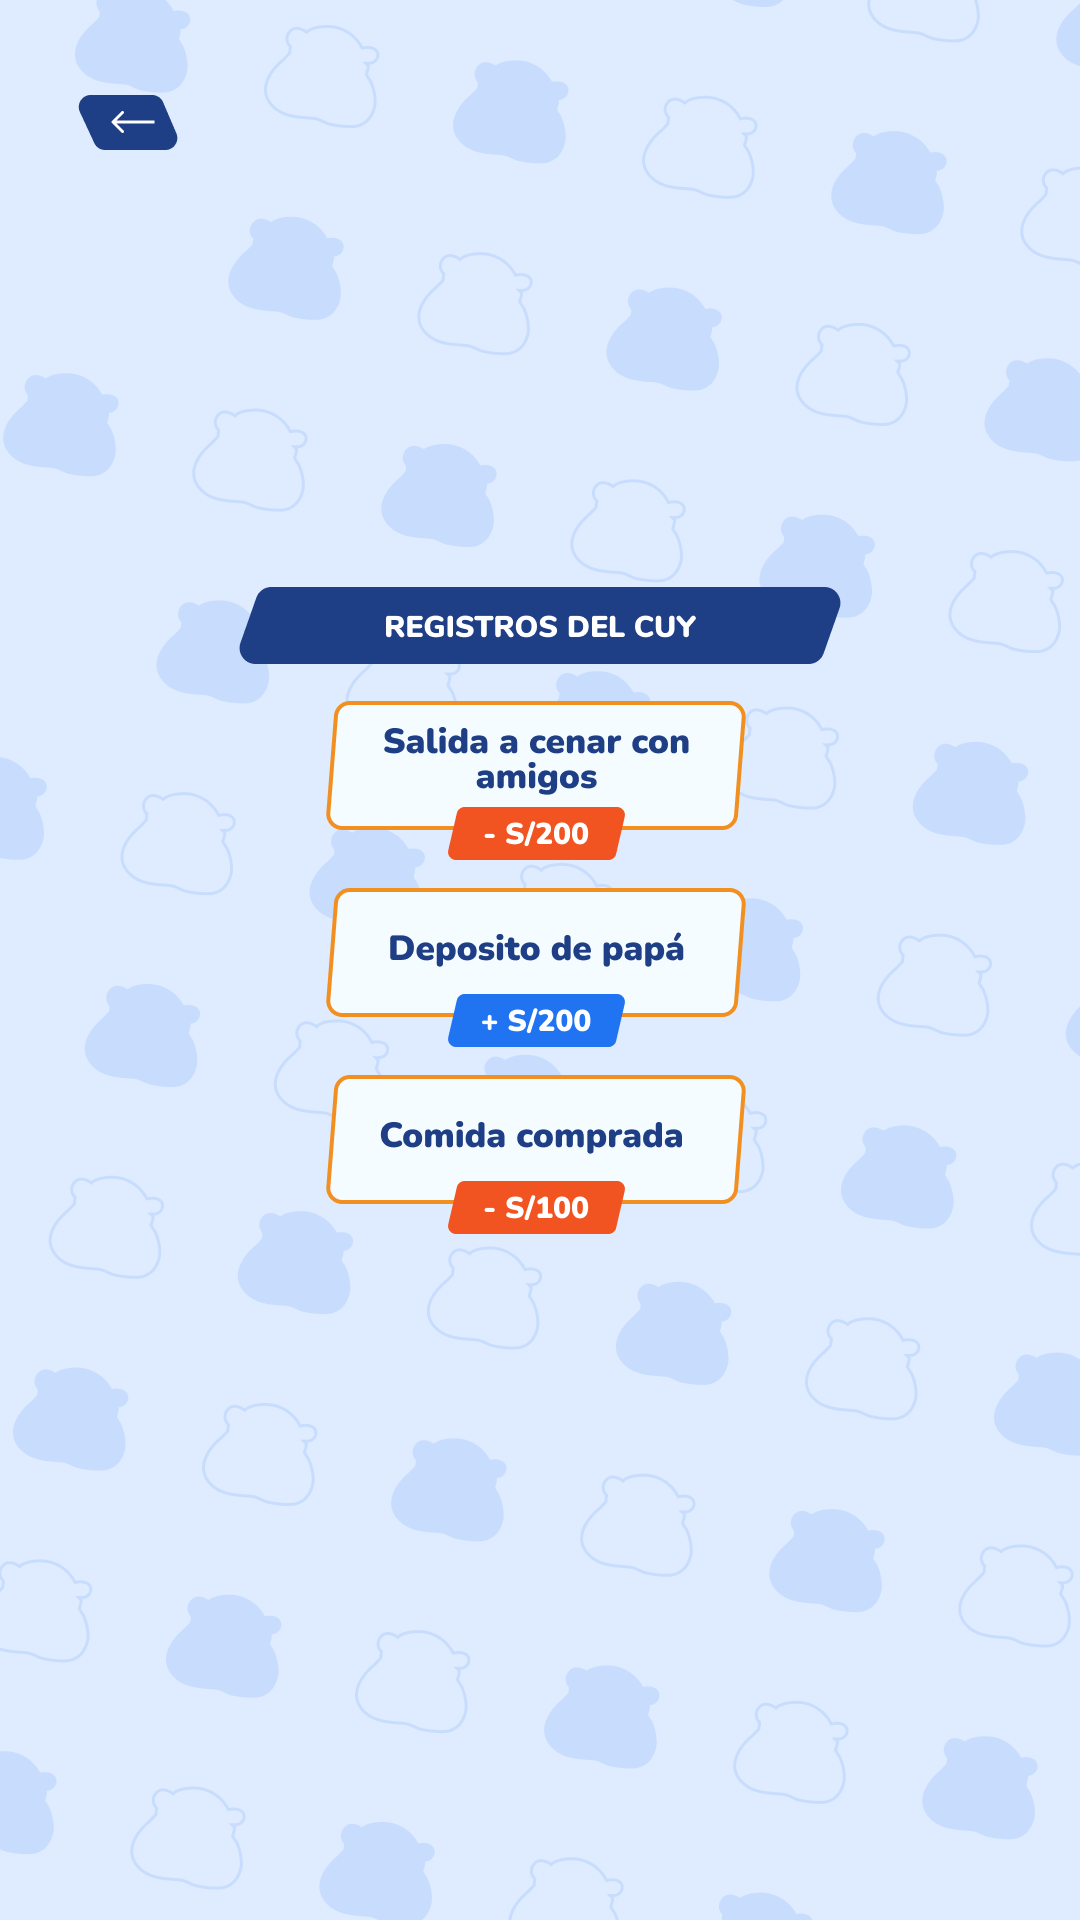 REGISTROS DEL CUY
Salida a cenar con
amigos
- S/200
Deposito de papá
+ S/200
Comida comprada
- S/100